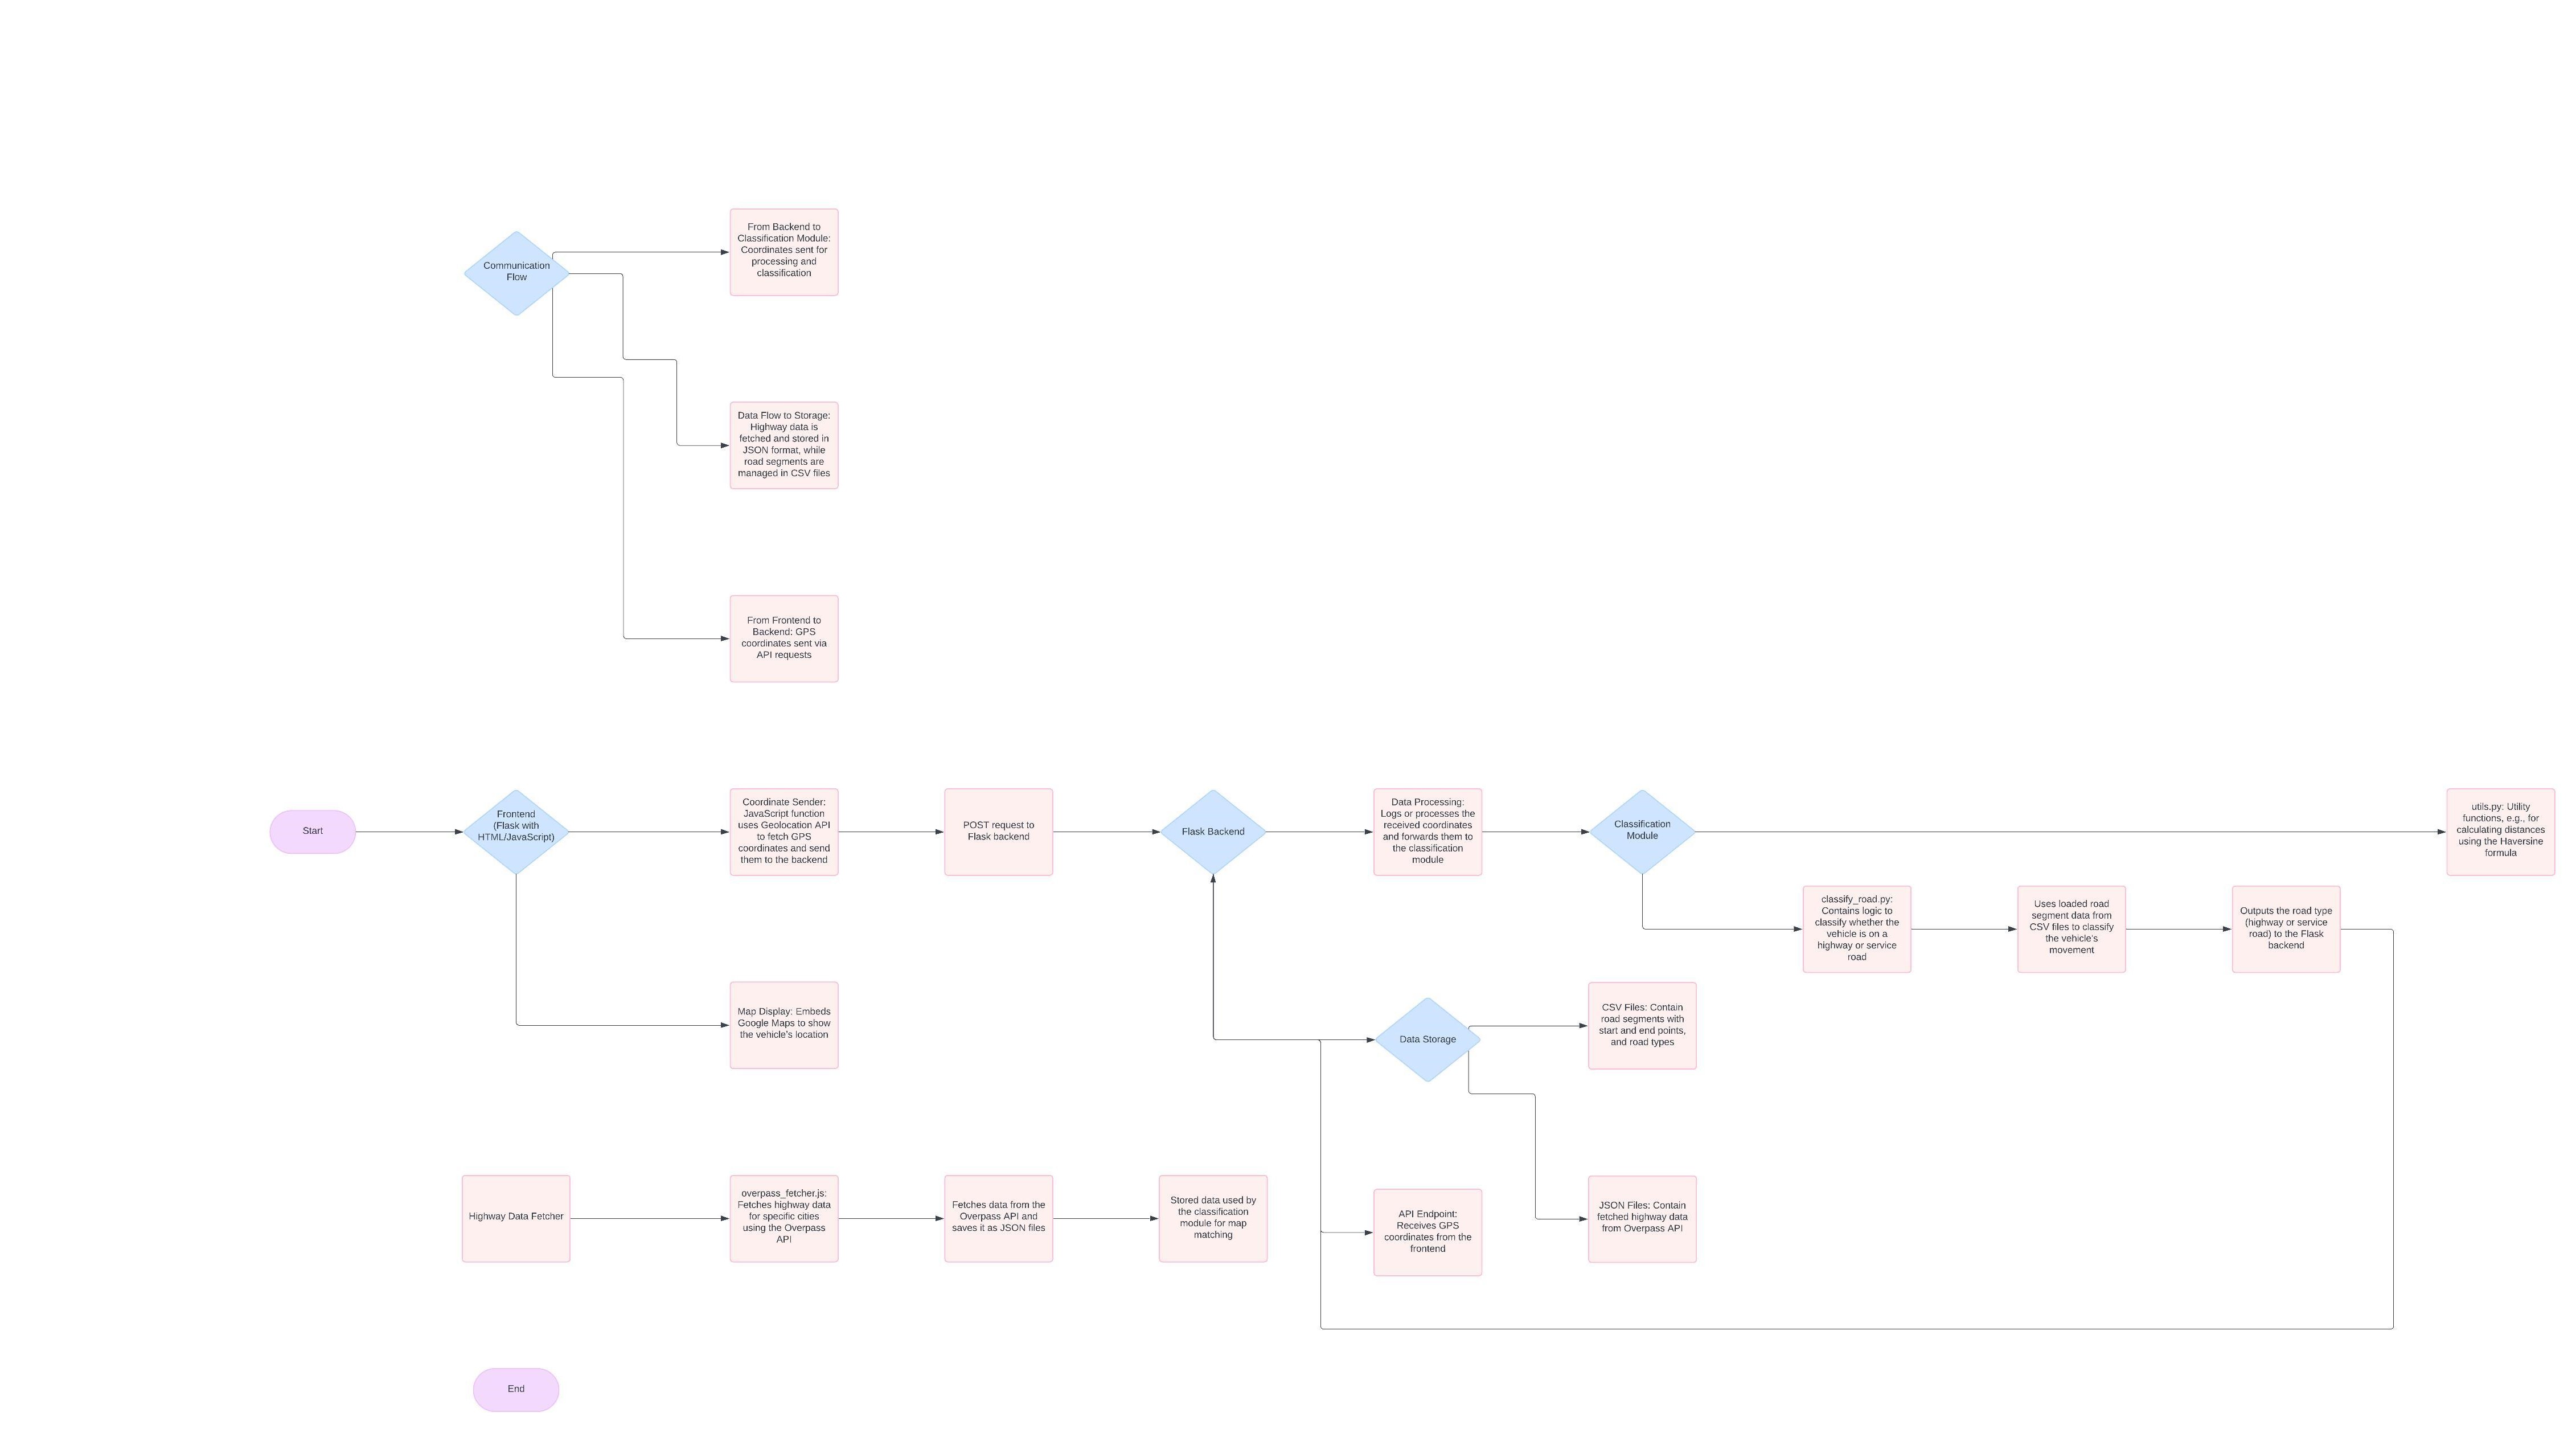 From Backend to
Classification Module:
Coordinates sent for
processing and
classification
Communication
Flow
Data Flow to Storage:
Highway data is
fetched and stored in
JSON format, while
road segments are
managed in CSV files
From Frontend to
Backend: GPS
coordinates sent via
API requests
Start
Frontend
(Flask with
HTML/JavaScript)
Coordinate Sender:
JavaScript function
uses Geolocation API
to fetch GPS
coordinates and send
them to the backend
POST request to
Flask backend
Flask Backend
Data Processing:
Logs or processes the
received coordinates
and forwards them to
the classification
module
Classification
Module
utils.py: Utility
functions, e.g., for
calculating distances
using the Haversine
formula
classify_road.py:
Contains logic to
classify whether the
vehicle is on a
highway or service
road
Uses loaded road
segment data from
CSV files to classify
the vehicle's
movement
Outputs the road type
(highway or service
road) to the Flask
backend
Map Display: Embeds
Google Maps to show
the vehicle's location
Data Storage
CSV Files: Contain
road segments with
start and end points,
and road types
Highway Data Fetcher
overpass_fetcher.js:
Fetches highway data
for specific cities
using the Overpass
API
Fetches data from the
Overpass API and
saves it as JSON files
Stored data used by
the classification
module for map
matching
API Endpoint:
Receives GPS
coordinates from the
frontend
JSON Files: Contain
fetched highway data
from Overpass API
End